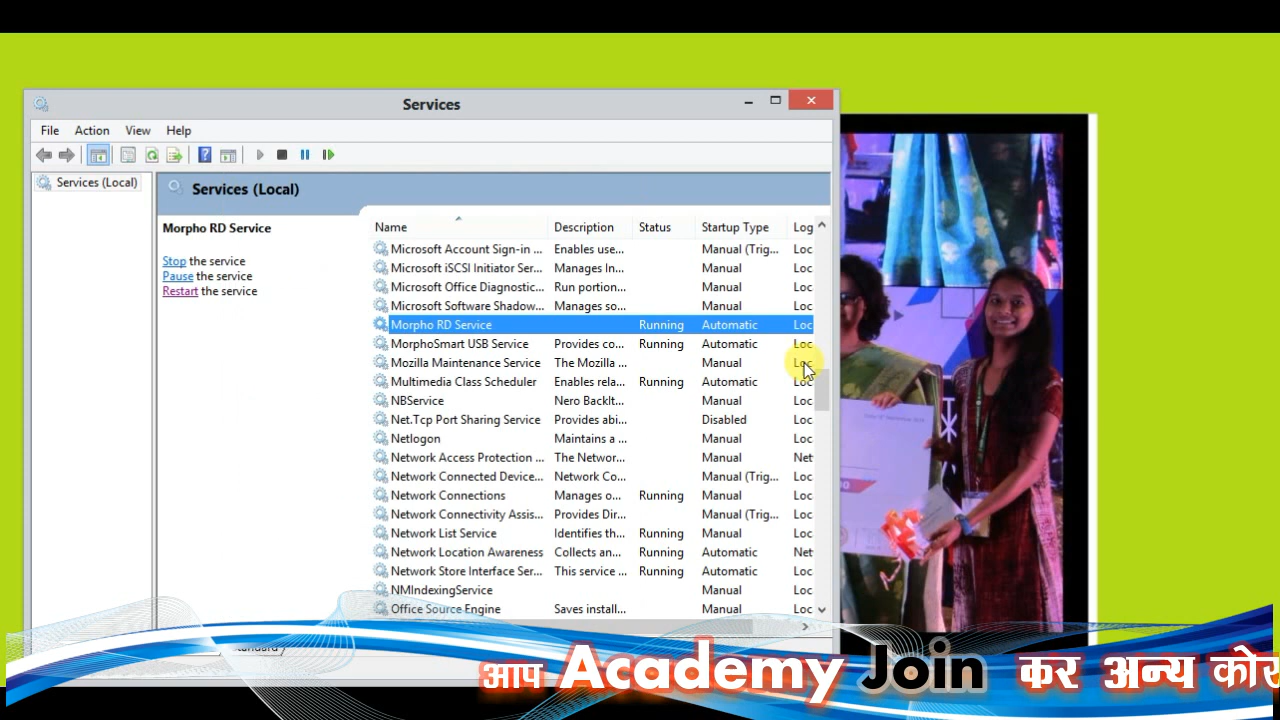 Services
File Action View Help
Services (Local)
Services (Local)
Morpho RD Service
Stop the service
Pause the service
Restart the service
Name Description Status Startup Type Log
Microsoft Account Sign-in ... Enables use... Manual (Trig... Loc
Microsoft iSCSI Initiator Ser... Manages In... Manual Loc
Microsoft Office Diagnostic... Run portion... Manual Loc
Microsoft Software Shadow... Manages so... Manual Loc
Morpho RD Service Running Automatic Loc
MorphoSmart USB Service Provides co... Running Automatic Loc
Mozilla Maintenance Service The Mozilla ... Manual Loc
Multimedia Class Scheduler Enables rela... Running Automatic Loc
NBService Nero BackIt... Manual Loc
Net.Tcp Port Sharing Service Provides abi... Disabled Loc
Netlogon Maintains a ... Manual Loc
Network Access Protection ... The Networ... Manual Net
Network Connected Device... Network Co... Manual (Trig... Loc
Network Connections Manages o... Running Manual Loc
Network Connectivity Assis... Provides Dir... Manual (Trig... Loc
Network List Service Identifies th... Running Manual Loc
Network Location Awareness Collects an... Running Automatic Net
Network Store Interface Ser... This service ... Running Automatic Loc
NMIndexingService Manual Loc
Office Source Engine Saves install... Manual Loc
आप Academy Join कर अन्य कोर